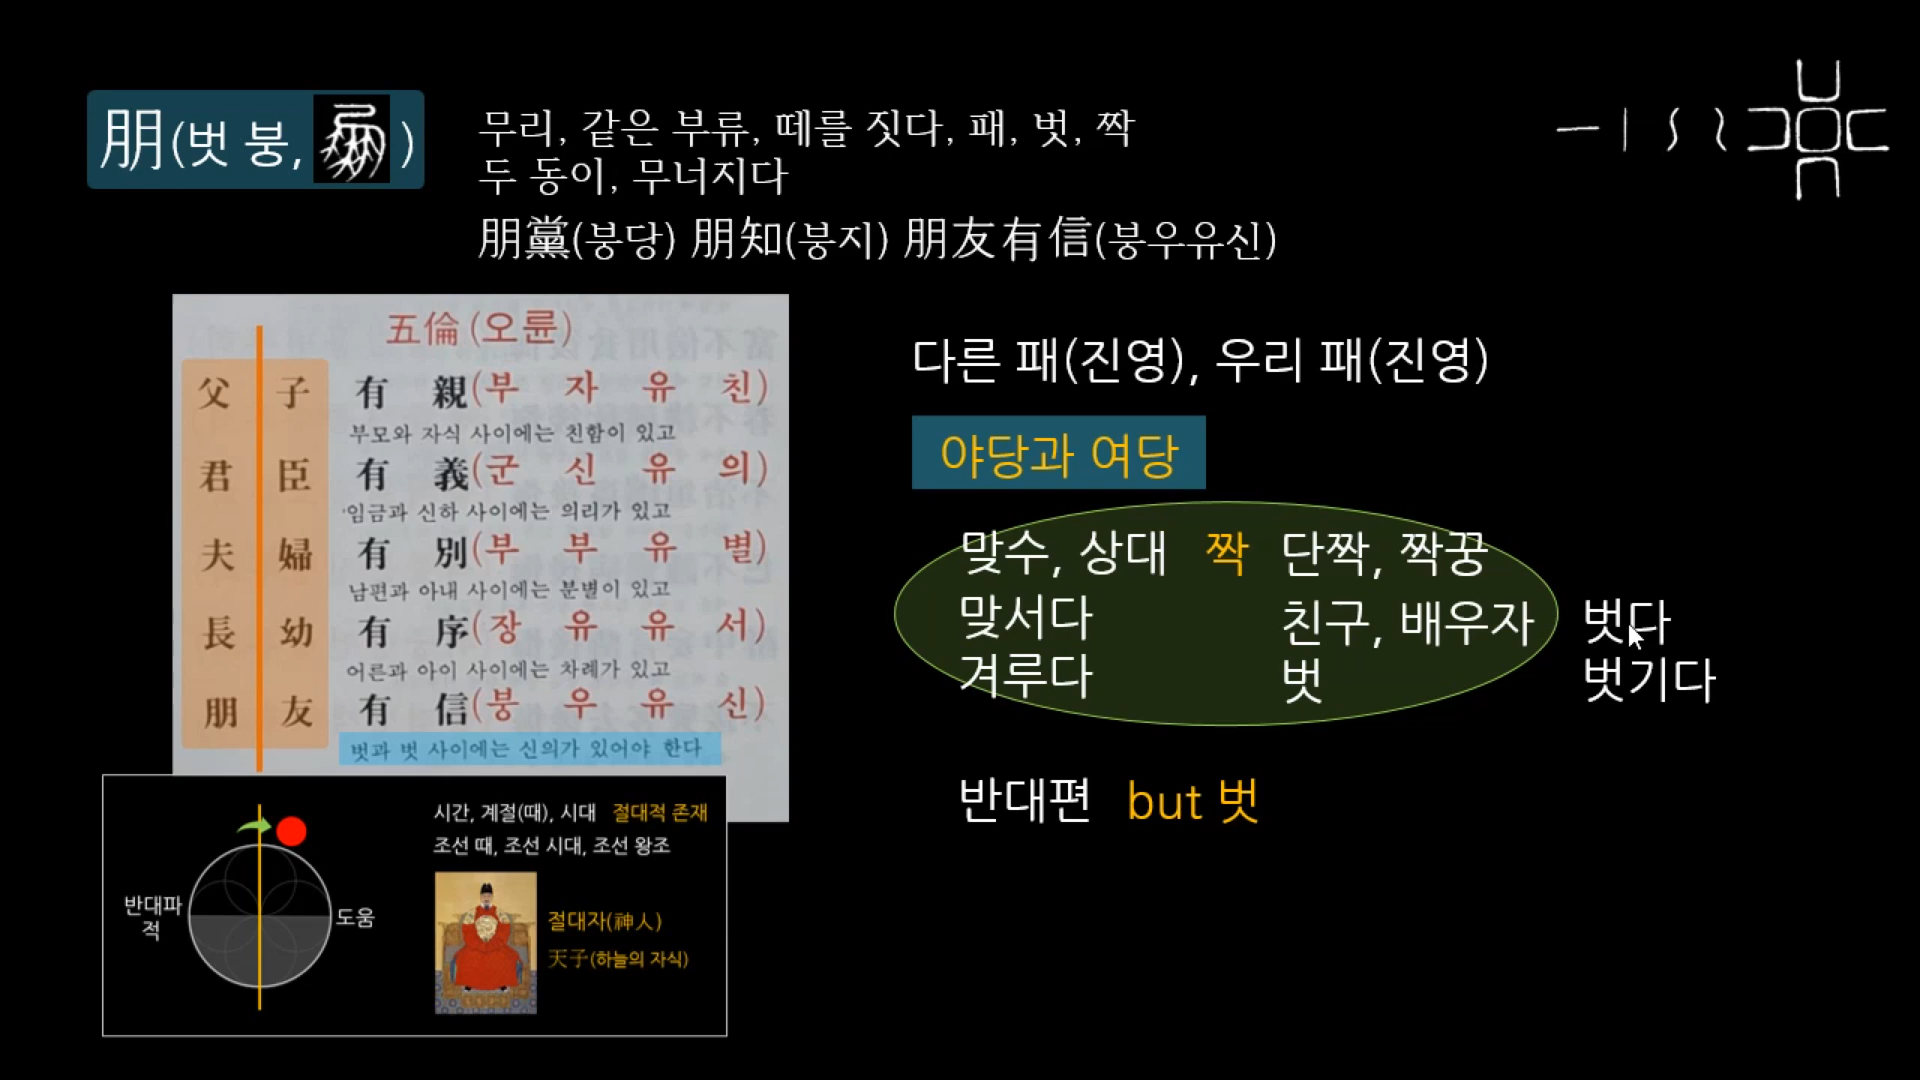 朋(벗 붕, )
무리, 같은 부류, 떼를 짓다, 패, 벗, 짝
두 동이, 무너지다
朋黨(붕당) 朋知(붕지) 朋友有信(붕우유신)
五倫(오륜)
父 子 有 親(부 자 유 친)
부모와 자식 사이에는 친함이 있고
君 臣 有 義(군 신 유 의)
임금과 신하 사이에는 의리가 있고
夫 婦 有 別(부 부 유 별)
남편과 아내 사이에는 분별이 있고
長 幼 有 序(장 유 유 서)
어른과 아이 사이에는 차례가 있고
朋 友 有 信(붕 우 유 신)
벗과 벗 사이에는 신의가 있어야 한다
다른 패(진영), 우리 패(진영)
야당과 여당
맞수, 상대 짝 단짝, 짝꿍
맞서다 친구, 배우자 벗다
겨루다 벗 벗기다
반대편 but 벗
시간, 계절(때), 시대 절대적 존재
조선 때, 조선 시대, 조선 왕조
반대파
적
도움
절대자(神人)
天子(하늘의 자식)